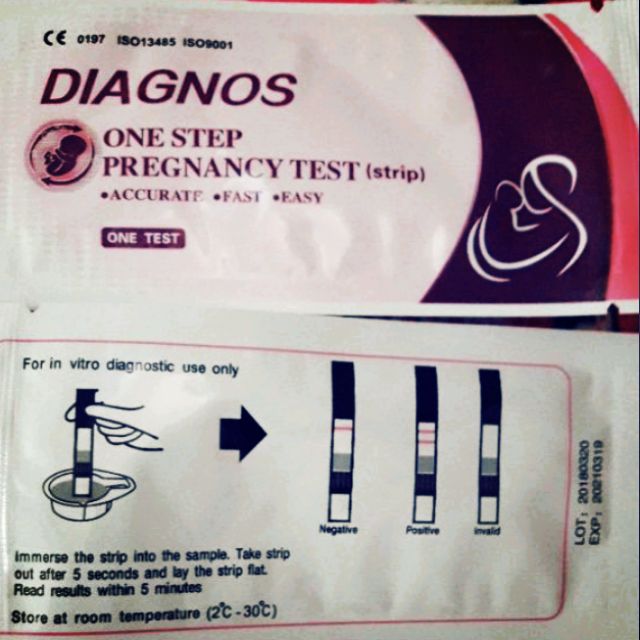 CE 0197 ISO13485 ISO9001
DIAGNOS
ONE STEP
PREGNANCY TEST (strip)
•ACCURATE •FAST •EASY
ONE TEST
For in vitro diagnostic use only
Negative
Positive
Invalid
LOT: 20180320
EXP: 20210319
Immerse the strip into the sample. Take strip
out after 5 seconds and lay the strip flat.
Read results within 5 minutes
Store at room temperature (2℃-30℃)